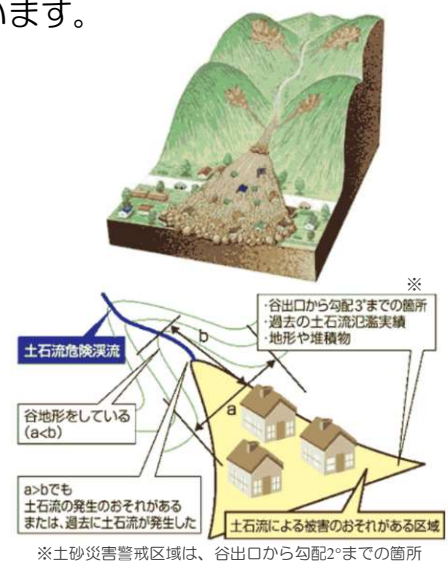 います。
※
・谷出口から勾配3°までの箇所
・過去の土石流氾濫実績
・地形や堆積物
土石流危険渓流
b
谷地形をしている
(a<b)
a
a>bでも
土石流の発生のおそれがある
または、過去に土石流が発生した
土石流による被害のおそれがある区域
※土砂災害警戒区域は、谷出口から勾配2°までの箇所